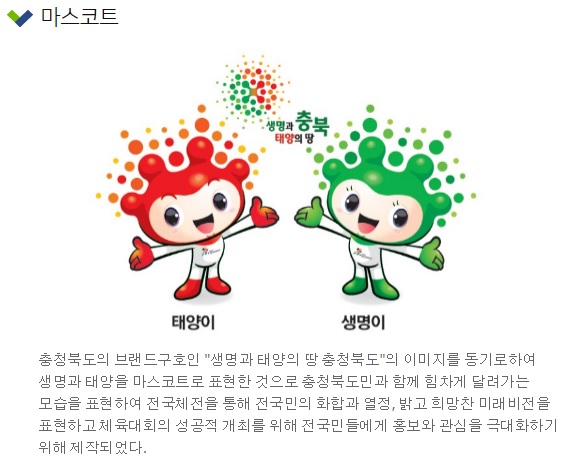 마스코트
생명과 충북
태양의 땅
태양이
생명이
충청북도의 브랜드구호인 "생명과 태양의 땅 충청북도"의 이미지를 동기로하여
생명과 태양을 마스코트로 표현한 것으로 충청북도민과 함께 힘차게 달려가는
모습을 표현하여 전국체전을 통해 전국민의 화합과 열정, 밝고 희망찬 미래비전을
표현하고 체육대회의 성공적 개최를 위해 전국민들에게 홍보와 관심을 극대화하기
위해 제작되었다.